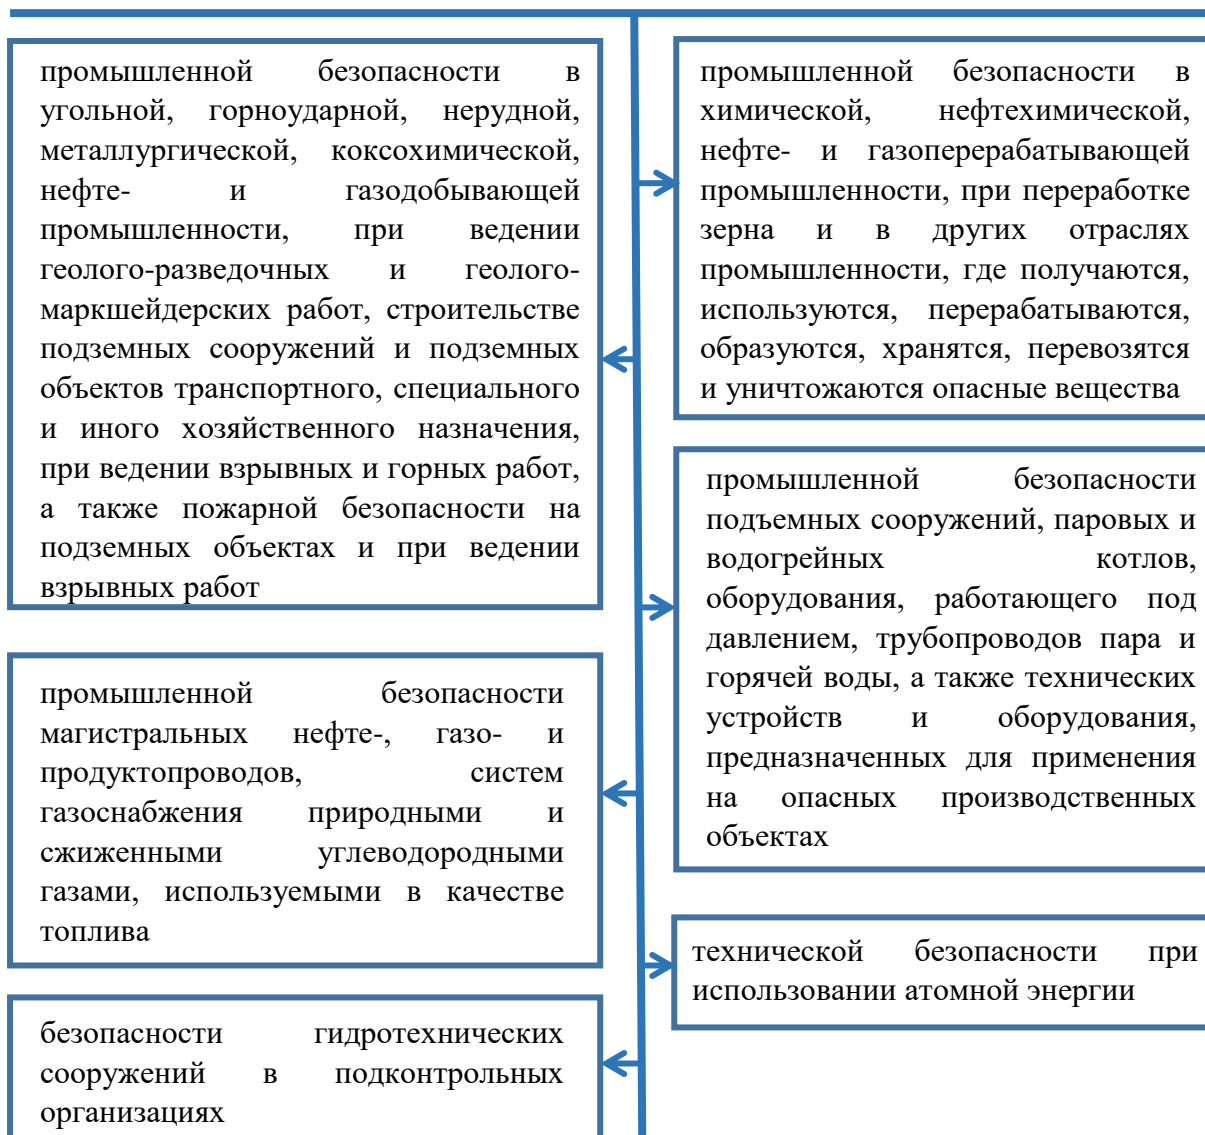 промышленной безопасности в
угольной, горноударной, нерудной,
металлургической, коксохимической,
нефте- и газодобывающей
промышленности, при ведении
геолого-разведочных и геолого-
маркшейдерских работ, строительстве
подземных сооружений и подземных
объектов транспортного, специального
и иного хозяйственного назначения,
при ведении взрывных и горных работ,
а также пожарной безопасности на
подземных объектах и при ведении
взрывных работ
промышленной безопасности
магистральных нефте-, газо- и
продуктопроводов, систем
газоснабжения природными и
сжиженными углеводородными
газами, используемыми в качестве
топлива
безопасности гидротехнических
сооружений в подконтрольных
организациях
промышленной безопасности в
химической, нефтехимической,
нефте- и газоперерабатывающей
промышленности, при переработке
зерна и в других отраслях
промышленности, где получаются,
используются, перерабатываются,
образуются, хранятся, перевозятся
и уничтожаются опасные вещества
промышленной безопасности
подъемных сооружений, паровых и
водогрейных котлов,
оборудования, работающего под
давлением, трубопроводов пара и
горячей воды, а также технических
устройств и оборудования,
предназначенных для применения
на опасных производственных
объектах
технической безопасности при
использовании атомной энергии